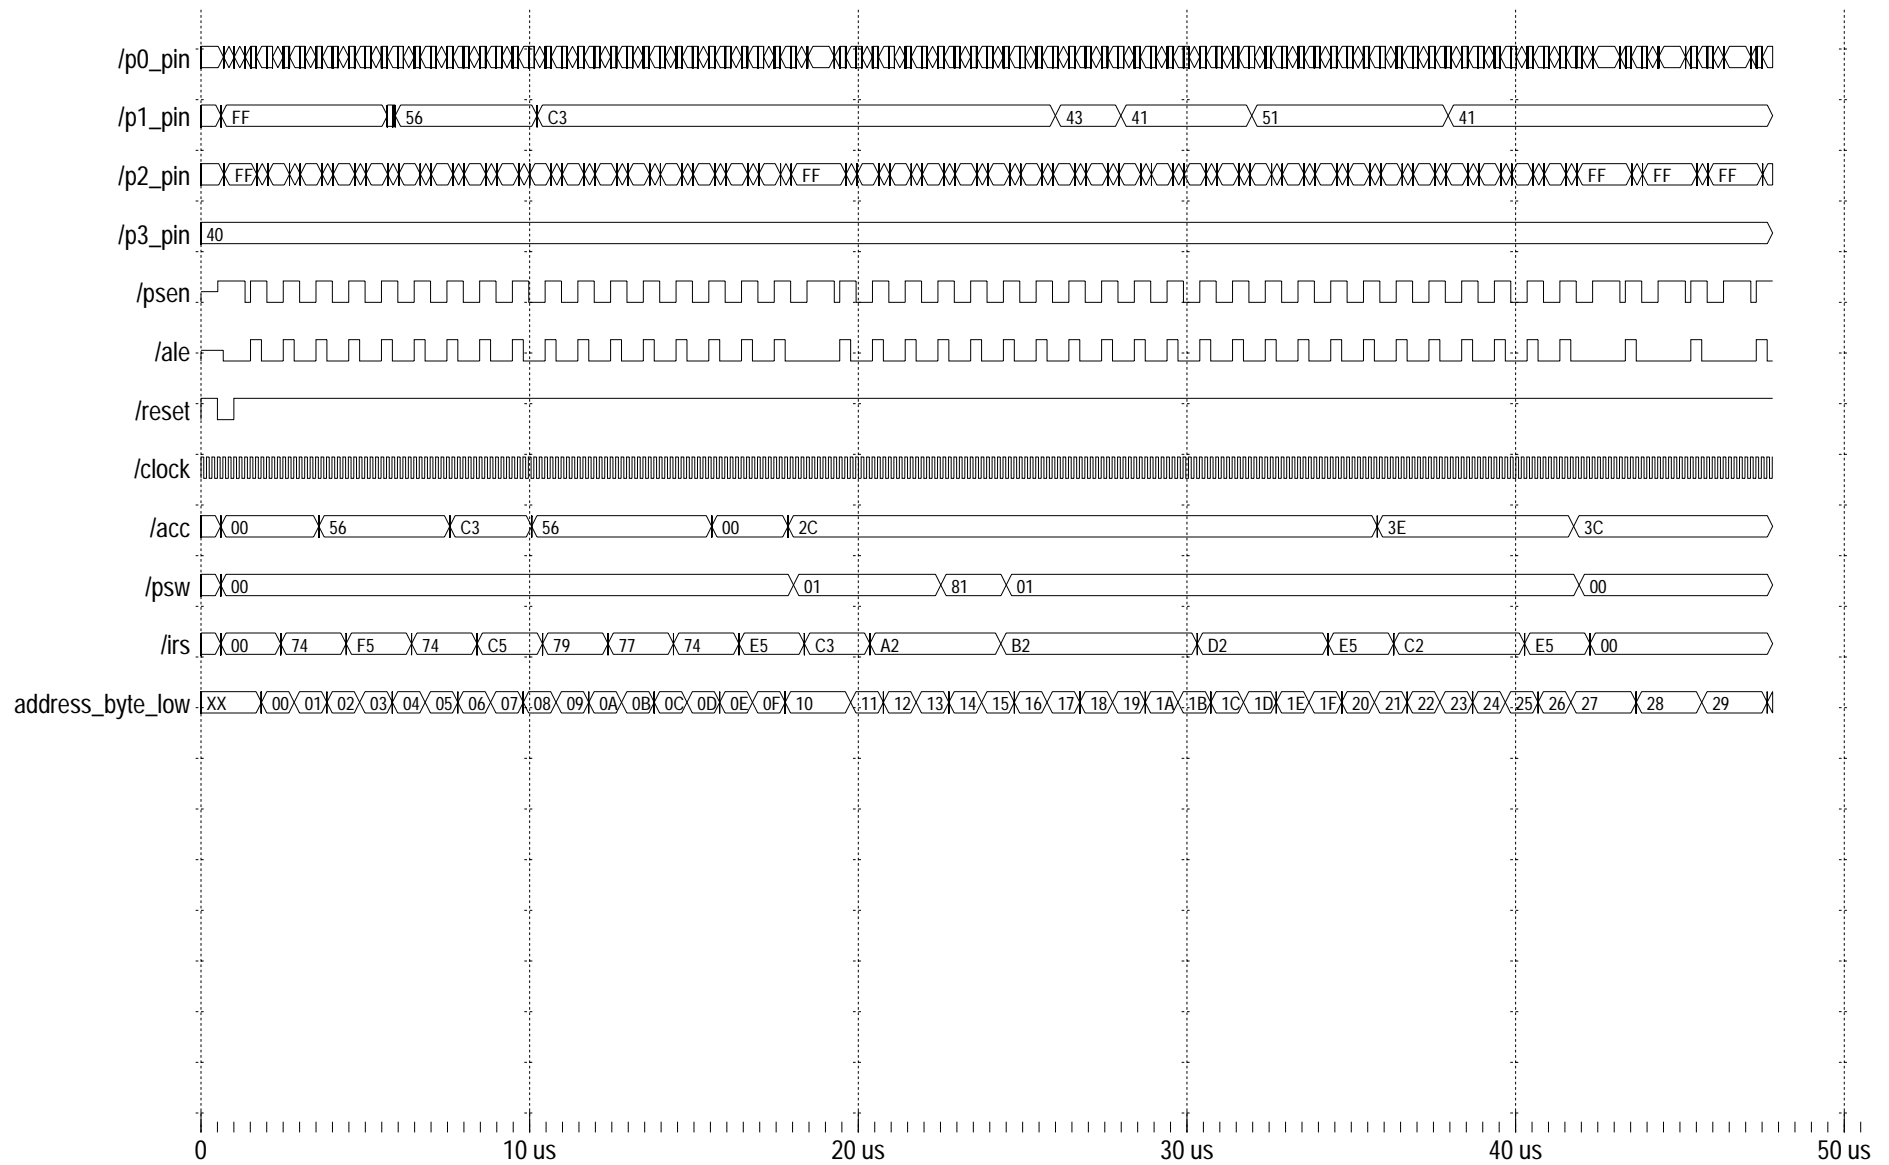 /p0_pin
/p1_pin FF 56 C3 43 41 51 41
/p2_pin FF FF FF FF FF
/p3_pin 40
/psen
/ale
/reset
/clock
/acc 00 56 C3 56 00 2C 3E 3C
/psw 00 01 81 01 00
/irs 00 74 F5 74 C5 79 77 74 E5 C3 A2 B2 D2 E5 C2 E5 00
address_byte_low XX 00 01 02 03 04 05 06 07 08 09 0A 0B 0C 0D 0E 0F 10 11 12 13 14 15 16 17 18 19 1A 1B 1C 1D 1E 1F 20 21 22 23 24 25 26 27 28 29
0 10 us 20 us 30 us 40 us 50 us